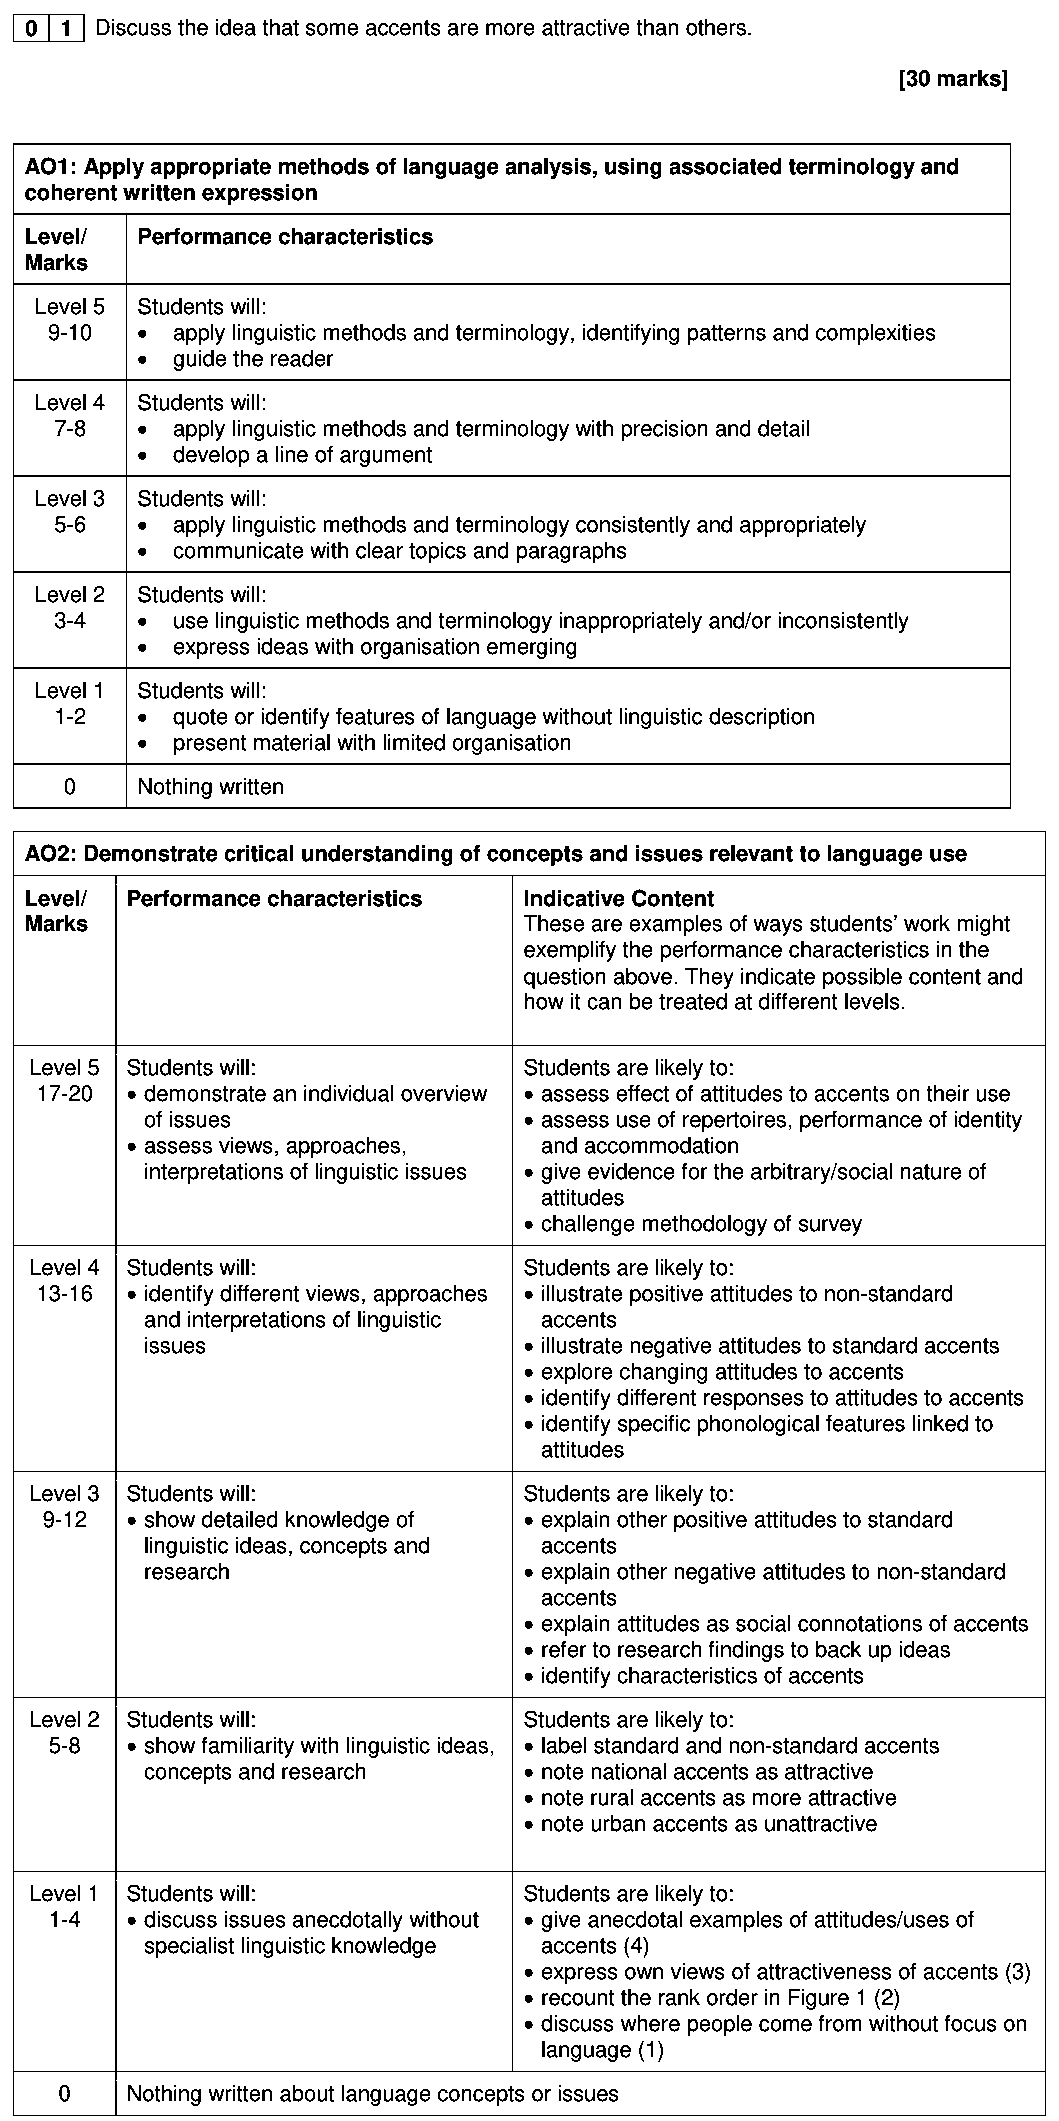 0 1 Discuss the idea that some accents are more attractive than others.
[30 marks]
AO1: Apply appropriate methods of language analysis, using associated terminology and
coherent written expression
Level/
Marks
Performance characteristics
Level 5
9-10
Students will:
• apply linguistic methods and terminology, identifying patterns and complexities
• guide the reader
Level 4
7-8
Students will:
• apply linguistic methods and terminology with precision and detail
• develop a line of argument
Level 3
5-6
Students will:
• apply linguistic methods and terminology consistently and appropriately
• communicate with clear topics and paragraphs
Level 2
3-4
Students will:
• use linguistic methods and terminology inappropriately and/or inconsistently
• express ideas with organisation emerging
Level 1
1-2
Students will:
• quote or identify features of language without linguistic description
• present material with limited organisation
0
Nothing written
AO2: Demonstrate critical understanding of concepts and issues relevant to language use
Level/
Marks
Performance characteristics
Indicative Content
These are examples of ways students' work might
exemplify the performance characteristics in the
question above. They indicate possible content and
how it can be treated at different levels.
Level 5
17-20
Students will:
• demonstrate an individual overview
of issues
• assess views, approaches,
interpretations of linguistic issues
Students are likely to:
• assess effect of attitudes to accents on their use
• assess use of repertoires, performance of identity
and accommodation
• give evidence for the arbitrary/social nature of
attitudes
• challenge methodology of survey
Level 4
13-16
Students will:
• identify different views, approaches
and interpretations of linguistic
issues
Students are likely to:
• illustrate positive attitudes to non-standard
accents
• illustrate negative attitudes to standard accents
• explore changing attitudes to accents
• identify different responses to attitudes to accents
• identify specific phonological features linked to
attitudes
Level 3
9-12
Students will:
• show detailed knowledge of
linguistic ideas, concepts and
research
Students are likely to:
• explain other positive attitudes to standard
accents
• explain other negative attitudes to non-standard
accents
• explain attitudes as social connotations of accents
• refer to research findings to back up ideas
• identify characteristics of accents
Level 2
5-8
Students will:
• show familiarity with linguistic ideas,
concepts and research
Students are likely to:
• label standard and non-standard accents
• note national accents as attractive
• note rural accents as more attractive
• note urban accents as unattractive
Level 1
1-4
Students will:
• discuss issues anecdotally without
specialist linguistic knowledge
Students are likely to:
• give anecdotal examples of attitudes/uses of
accents (4)
• express own views of attractiveness of accents (3)
• recount the rank order in Figure 1 (2)
• discuss where people come from without focus on
language (1)
0
Nothing written about language concepts or issues